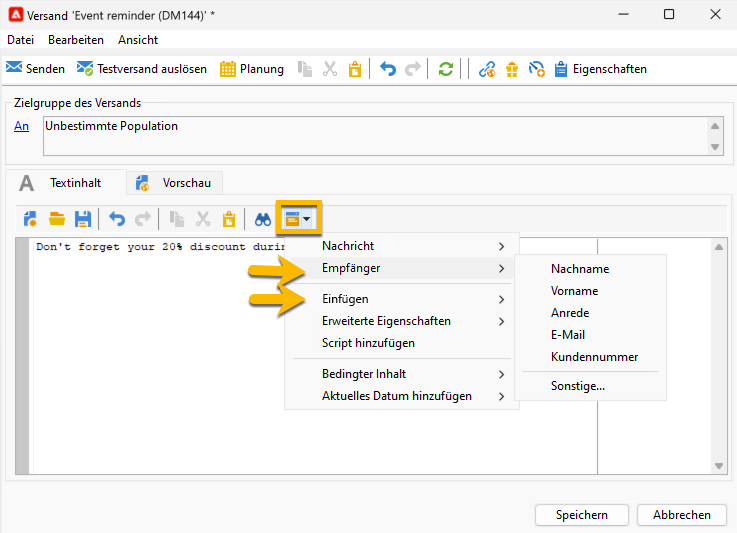 Versand 'Event reminder (DM144)' *
Datei Bearbeiten Ansicht
Senden Testversand auslösen Planung Eigenschaften
Zielgruppe des Versands
An Unbestimmte Population
Textinhalt Vorschau
Don't forget your 20% discount
Nachricht
Empfänger
Einfügen
Erweiterte Eigenschaften
Script hinzufügen
Bedingter Inhalt
Aktuelles Datum hinzufügen
Nachname
Vorname
Anrede
E-Mail
Kundennummer
Sonstige...
Speichern Abbrechen